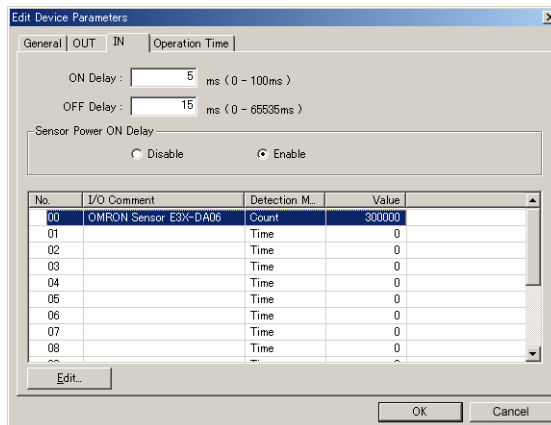 Edit Device Parameters
General OUT IN Operation Time
ON Delay : 5 ms ( 0 - 100ms )
OFF Delay : 15 ms ( 0 - 65535ms )
Sensor Power ON Delay
Disable Enable
No. I/O Comment Detection M... Value
00 OMRON Sensor E3X-DA06 Count 300000
01 Time 0
02 Time 0
03 Time 0
04 Time 0
05 Time 0
06 Time 0
07 Time 0
08 Time 0
Edit...
OK Cancel